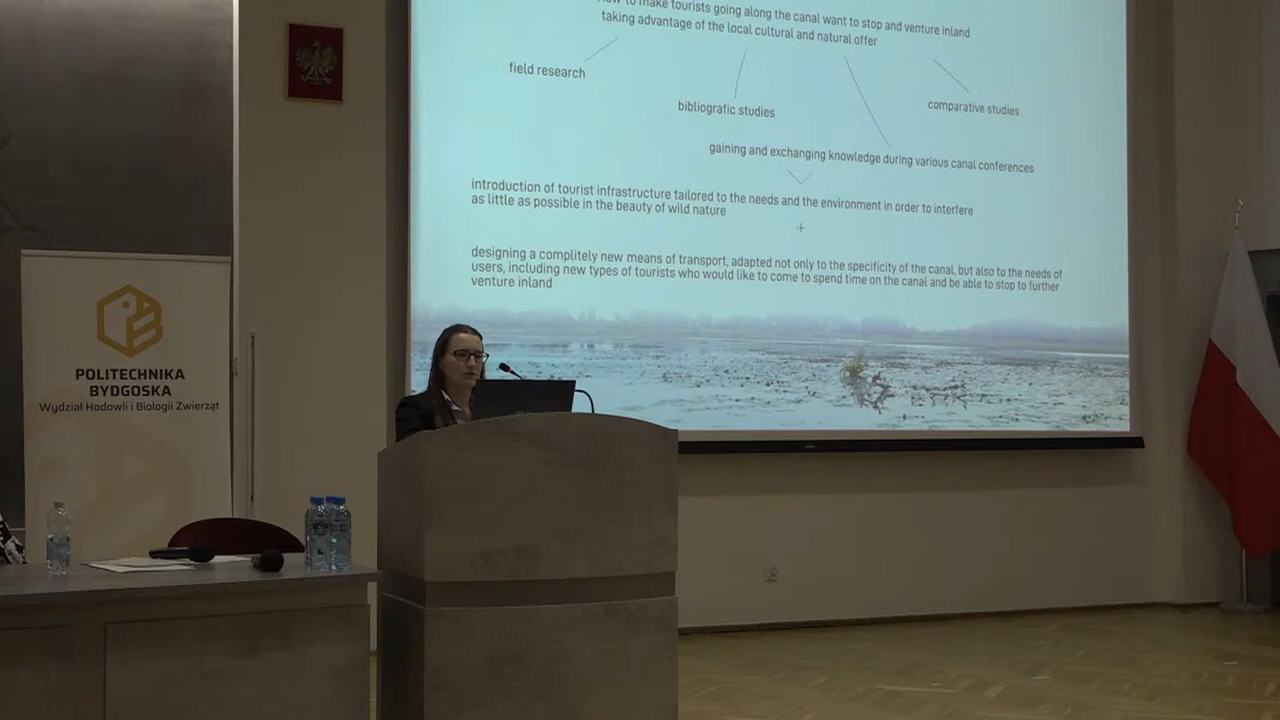 how to make tourists going along the canal want to stop and venture inland
taking advantage of the local cultural and natural offer
field research
bibliografic studies
comparative studies
gaining and exchanging knowledge during various canal conferences
introduction of tourist infrastructure tailored to the needs and the environment in order to interfere
as little as possible in the beauty of wild nature
+
designing a complitely new means of transport, adapted not only to the specificity of the canal, but also to the needs of
users, including new types of tourists who would like to come to spend time on the canal and be able to stop to further
venture inland
POLITECHNIKA
BYDGOSKA
Wydział Hodowli i Biologii Zwierząt